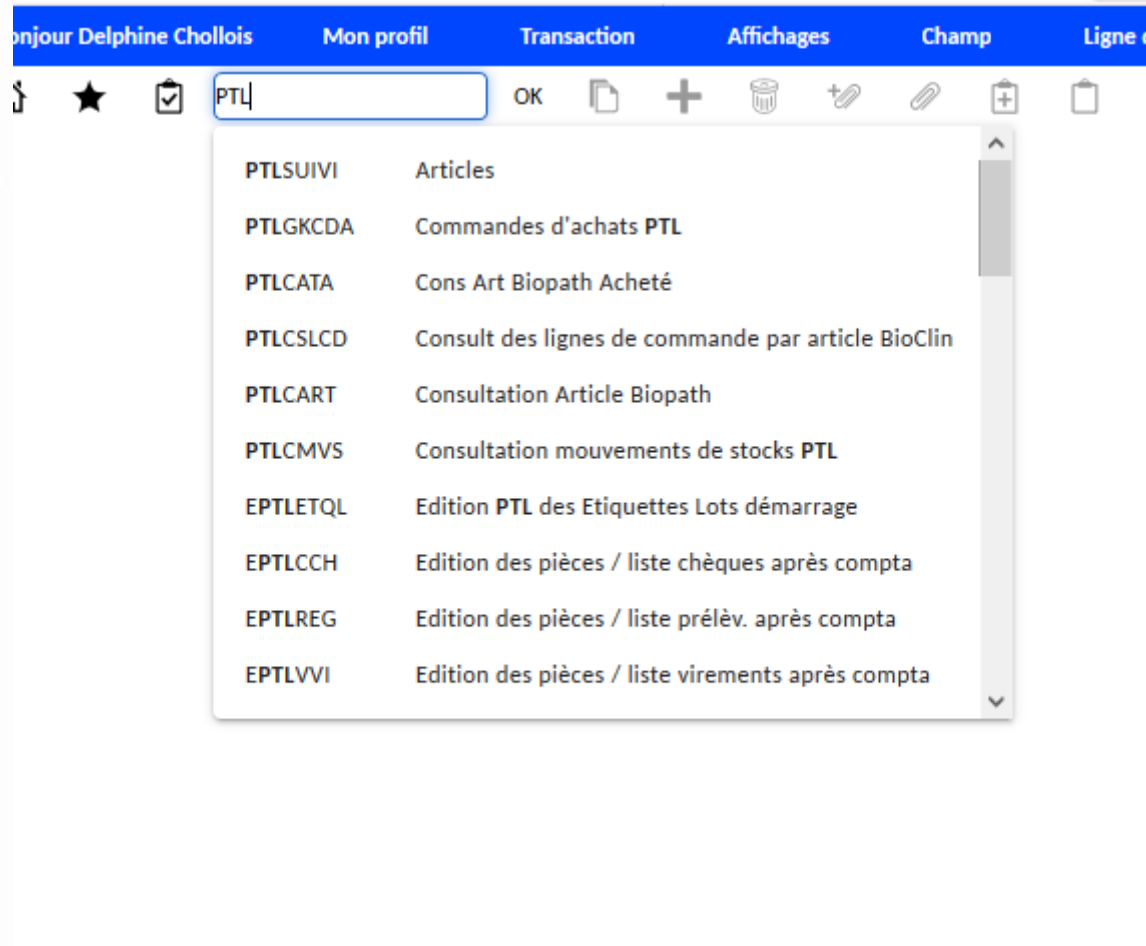 onjour Delphine Chollois Mon profil Transaction Affichages Champ Ligne
PTL OK
PTLSUIVI Articles
PTLGKCDA Commandes d'achats PTL
PTLCATA Cons Art Biopath Acheté
PTLCSLCD Consult des lignes de commande par article BioClin
PTLCART Consultation Article Biopath
PTLCMVS Consultation mouvements de stocks PTL
EPTLETQL Edition PTL des Etiquettes Lots démarrage
EPTLCCH Edition des pièces / liste chèques après compta
EPTLREG Edition des pièces / liste prélèv. après compta
EPTLVVI Edition des pièces / liste virements après compta